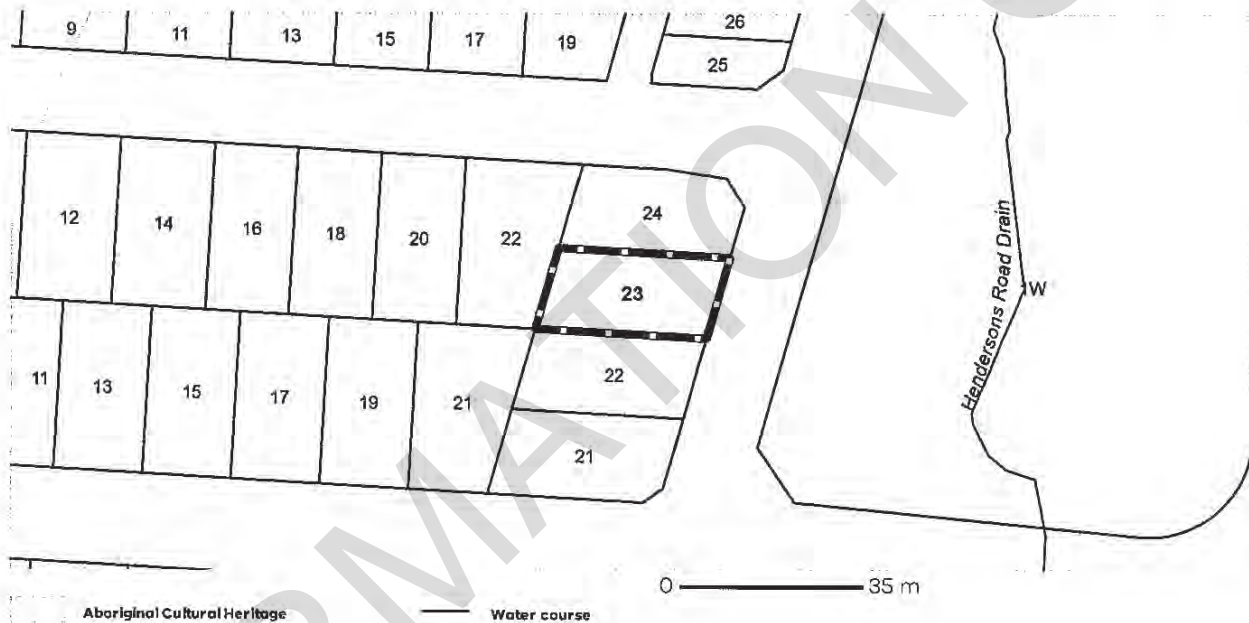 9 11 13 15 17 19 26
25
12 14 16 18 20 22 24
23
Hendersons Road Drain
W
11 13 15 17 19 21 22
21
0 35 m
Aboriginal Cultural Heritage Water course